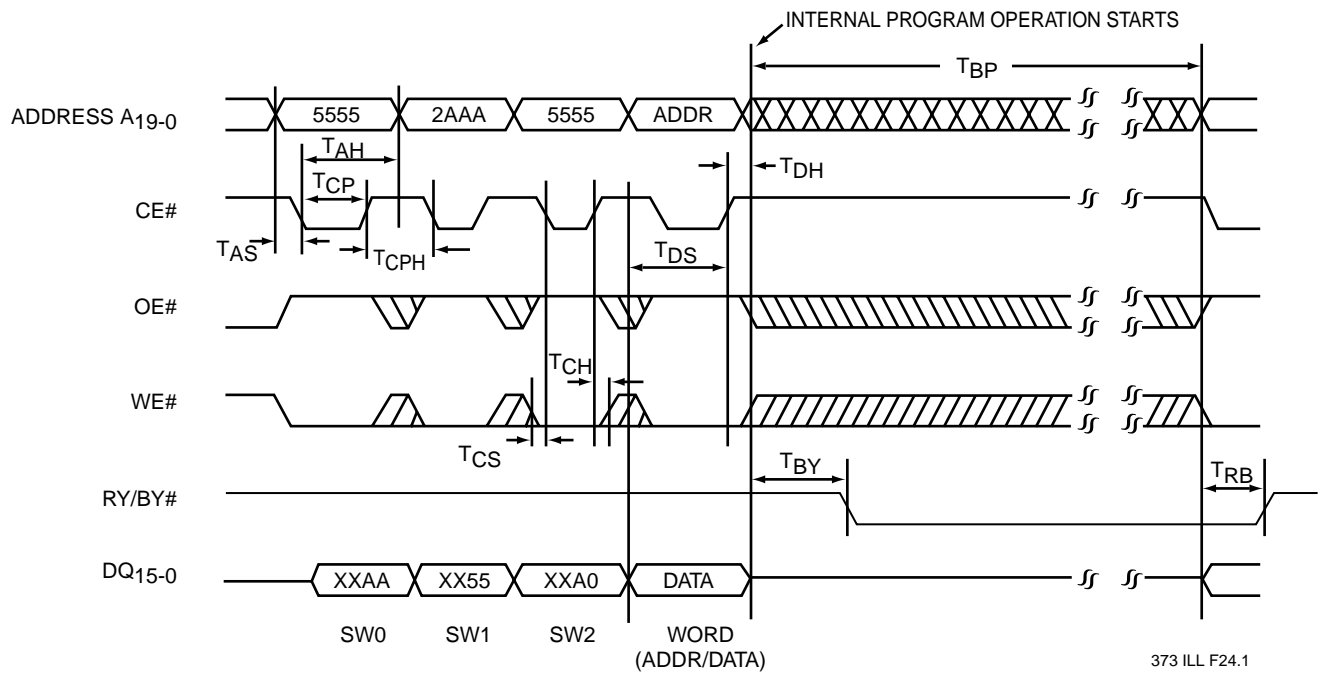 INTERNAL PROGRAM OPERATION STARTS
TBP
ADDRESS A19-0
5555
2AAA
5555
ADDR
TAH
TDH
TCP
CE#
TAS
TCPH
TDS
OE#
TCH
WE#
TCS
TBY
TRB
RY/BY#
DQ15-0
XXAA
XX55
XXA0
DATA
SW0
SW1
SW2
WORD
(ADDR/DATA)
373 ILL F24.1